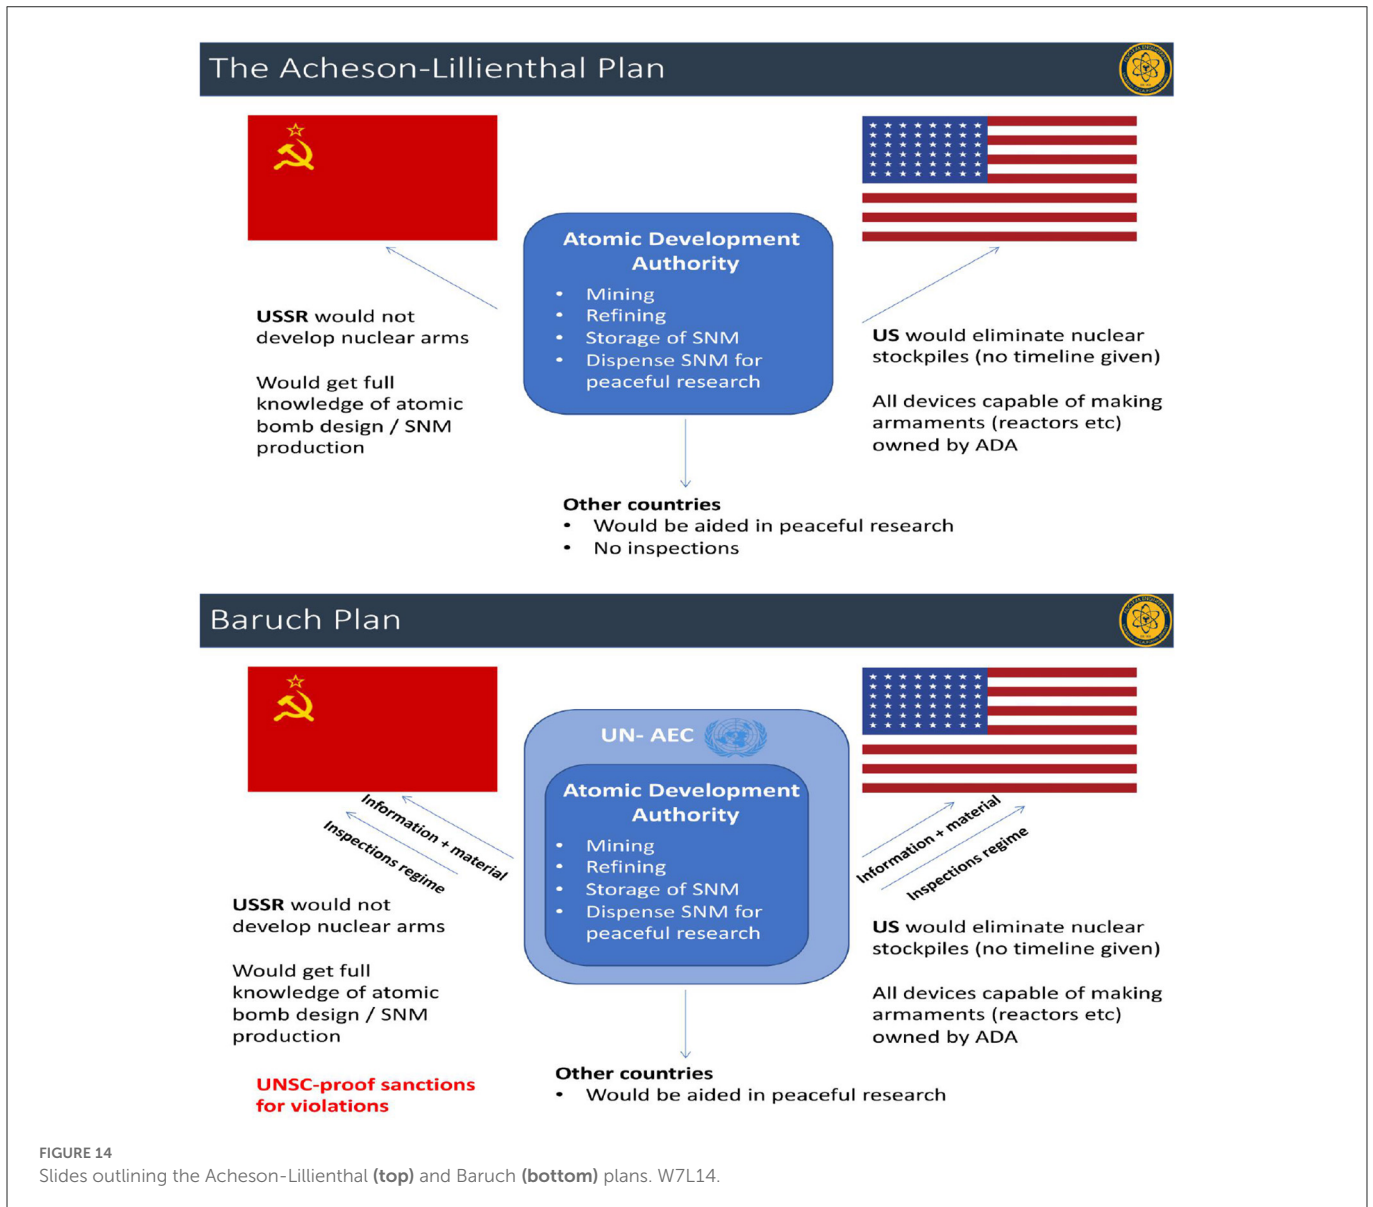 The Acheson-Lillienthal Plan
Atomic Development
Authority
• Mining
• Refining
• Storage of SNM
• Dispense SNM for
peaceful research
USSR would not
develop nuclear arms
Would get full
knowledge of atomic
bomb design / SNM
production
US would eliminate nuclear
stockpiles (no timeline given)
All devices capable of making
armaments (reactors etc)
owned by ADA
Other countries
• Would be aided in peaceful research
• No inspections
Baruch Plan
UN- AEC
Atomic Development
Authority
• Mining
• Refining
• Storage of SNM
• Dispense SNM for
peaceful research
Information + material
Inspections regime
Information + material
Inspections regime
USSR would not
develop nuclear arms
Would get full
knowledge of atomic
bomb design / SNM
production
UNSC-proof sanctions
for violations
US would eliminate nuclear
stockpiles (no timeline given)
All devices capable of making
armaments (reactors etc)
owned by ADA
Other countries
• Would be aided in peaceful research
FIGURE 14
Slides outlining the Acheson-Lillienthal (top) and Baruch (bottom) plans. W7L14.